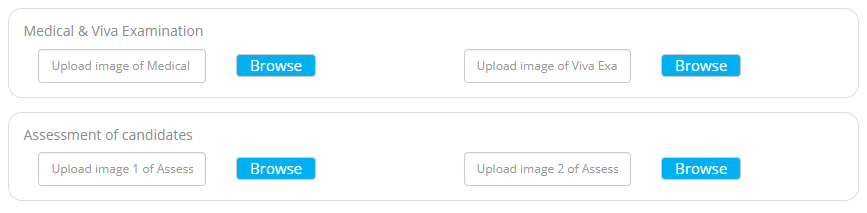 Medical & Viva Examination
Upload image of Medical Browse Upload image of Viva Exa Browse
Assessment of candidates
Upload image 1 of Assess Browse Upload image 2 of Assess Browse